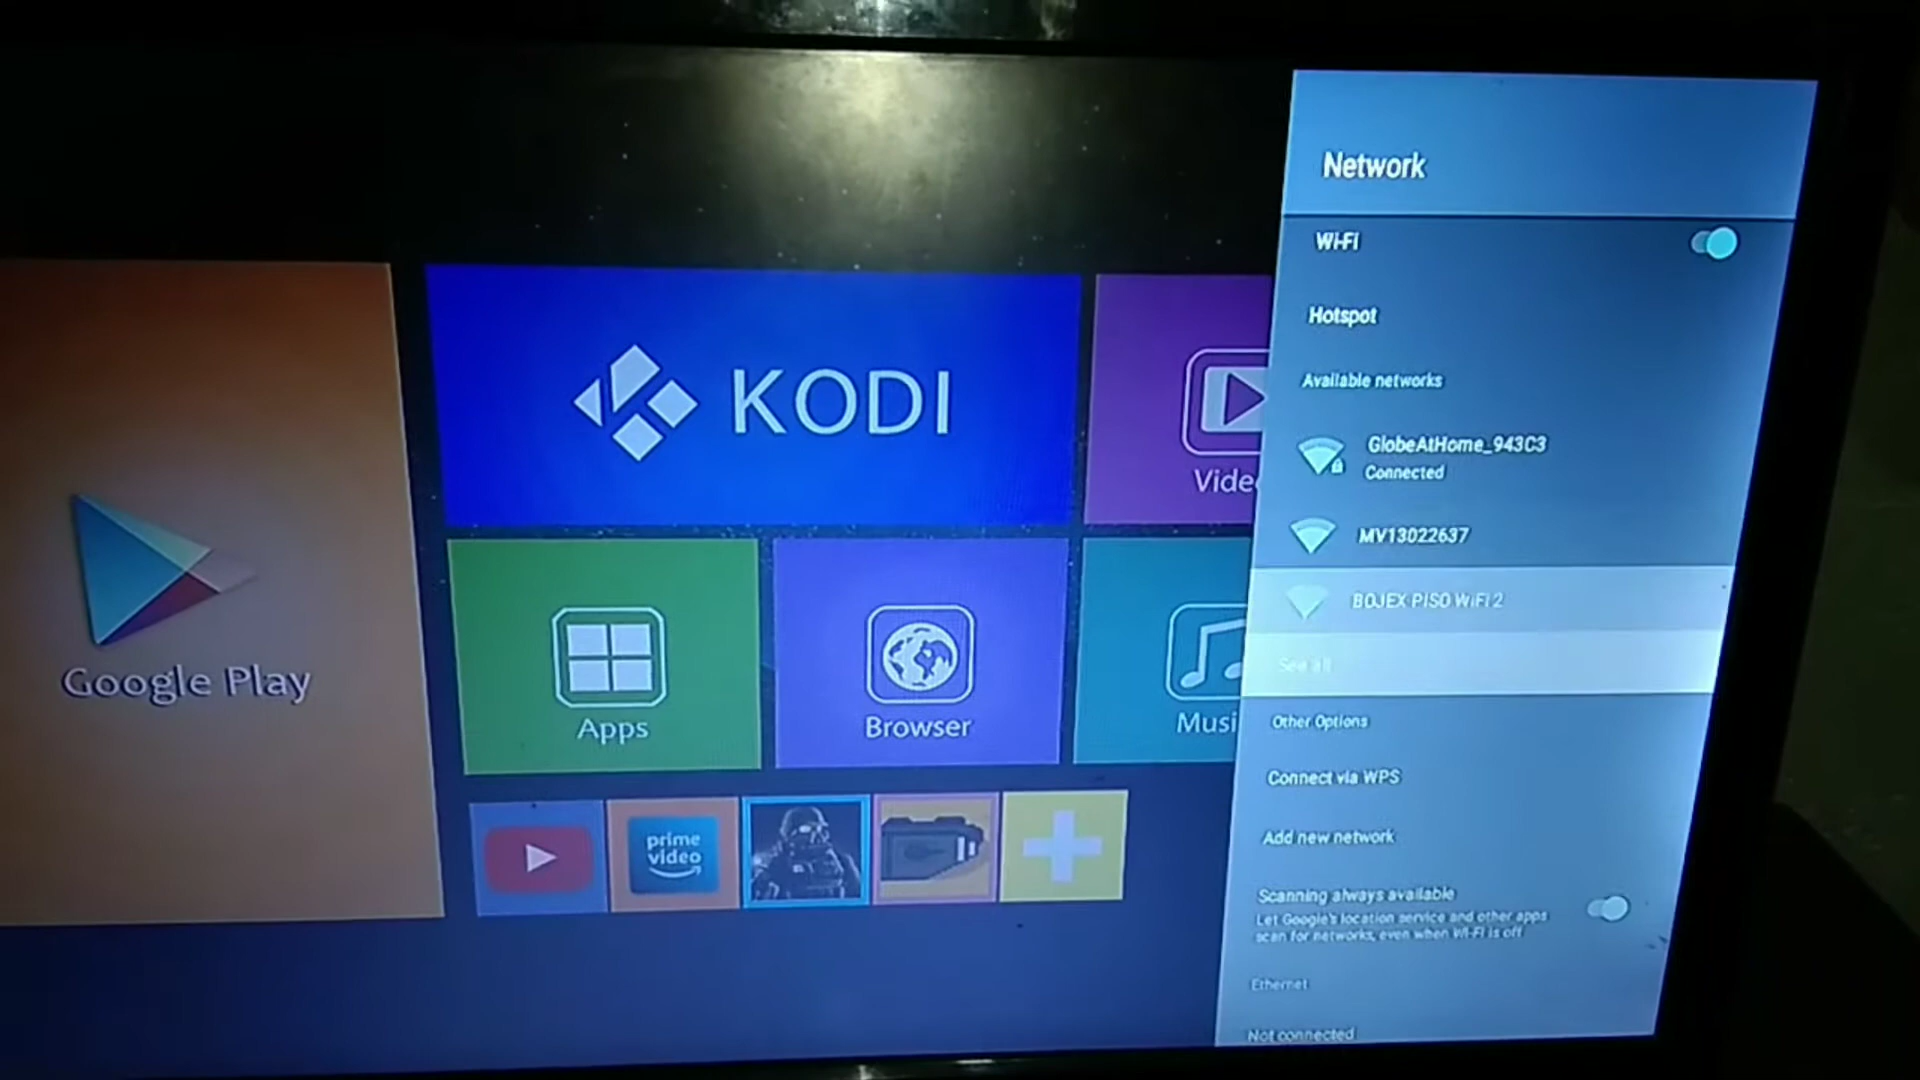 Network
Wi-Fi
Hotspot
Available networks
GlobeAtHome_943C3
Connected
MV13022637
BOJEX PISO WiFi 2
See all
Other Options
Connect via WPS
Add new network
Scanning always available
Let Google's location service and other apps
scan for networks, even when Wi-Fi is off
Ethernet
Not connected
Google Play
KODI
Vide
Apps
Browser
Musi
prime
video